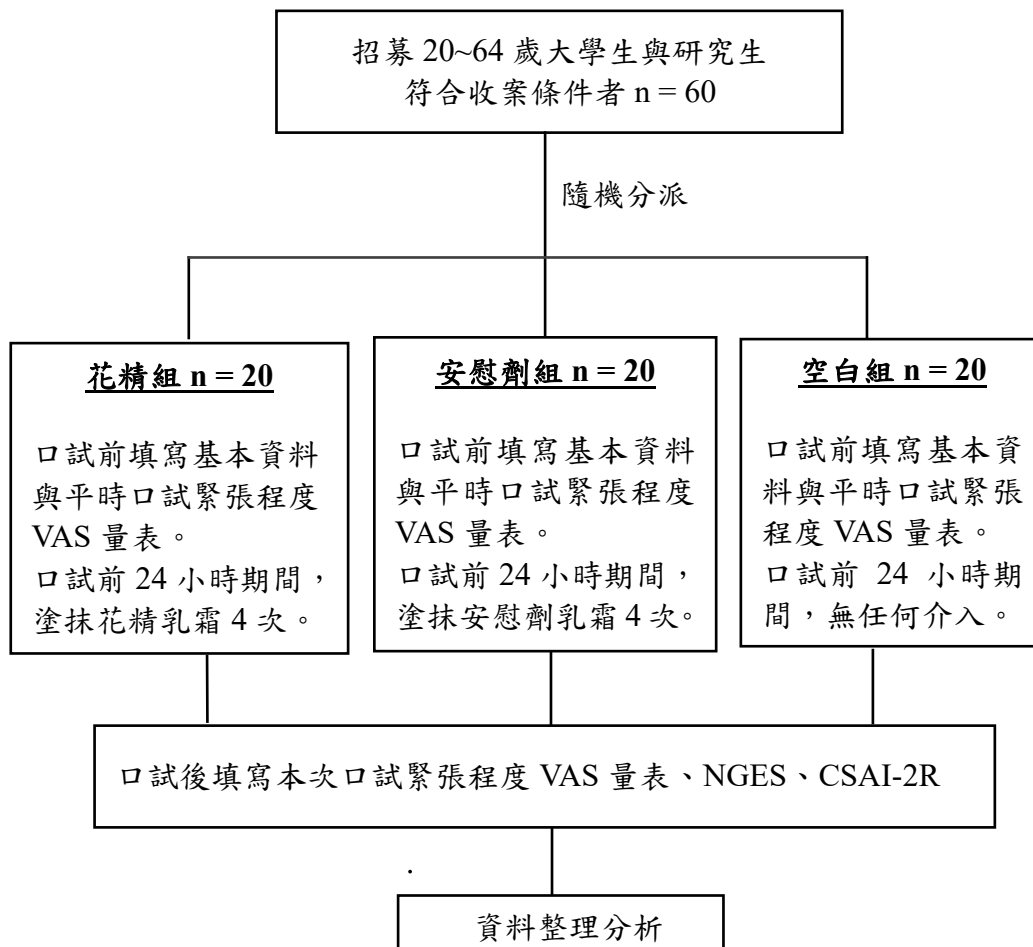 招募 20~64 歲大學生與研究生
符合收案條件者 n = 60
隨機分派
花精組 n = 20
口試前填寫基本資料
與平時口試緊張程度
VAS 量表。
口試前 24 小時期間，
塗抹花精乳霜 4 次。
安慰劑組 n = 20
口試前填寫基本資料
與平時口試緊張程度
VAS 量表。
口試前 24 小時期間，
塗抹安慰劑乳霜 4 次。
空白組 n = 20
口試前填寫基本資
料與平時口試緊張
程度 VAS 量表。
口試前 24 小時期
間，無任何介入。
口試後填寫本次口試緊張程度 VAS 量表、NGES、CSAI-2R
.
資料整理分析